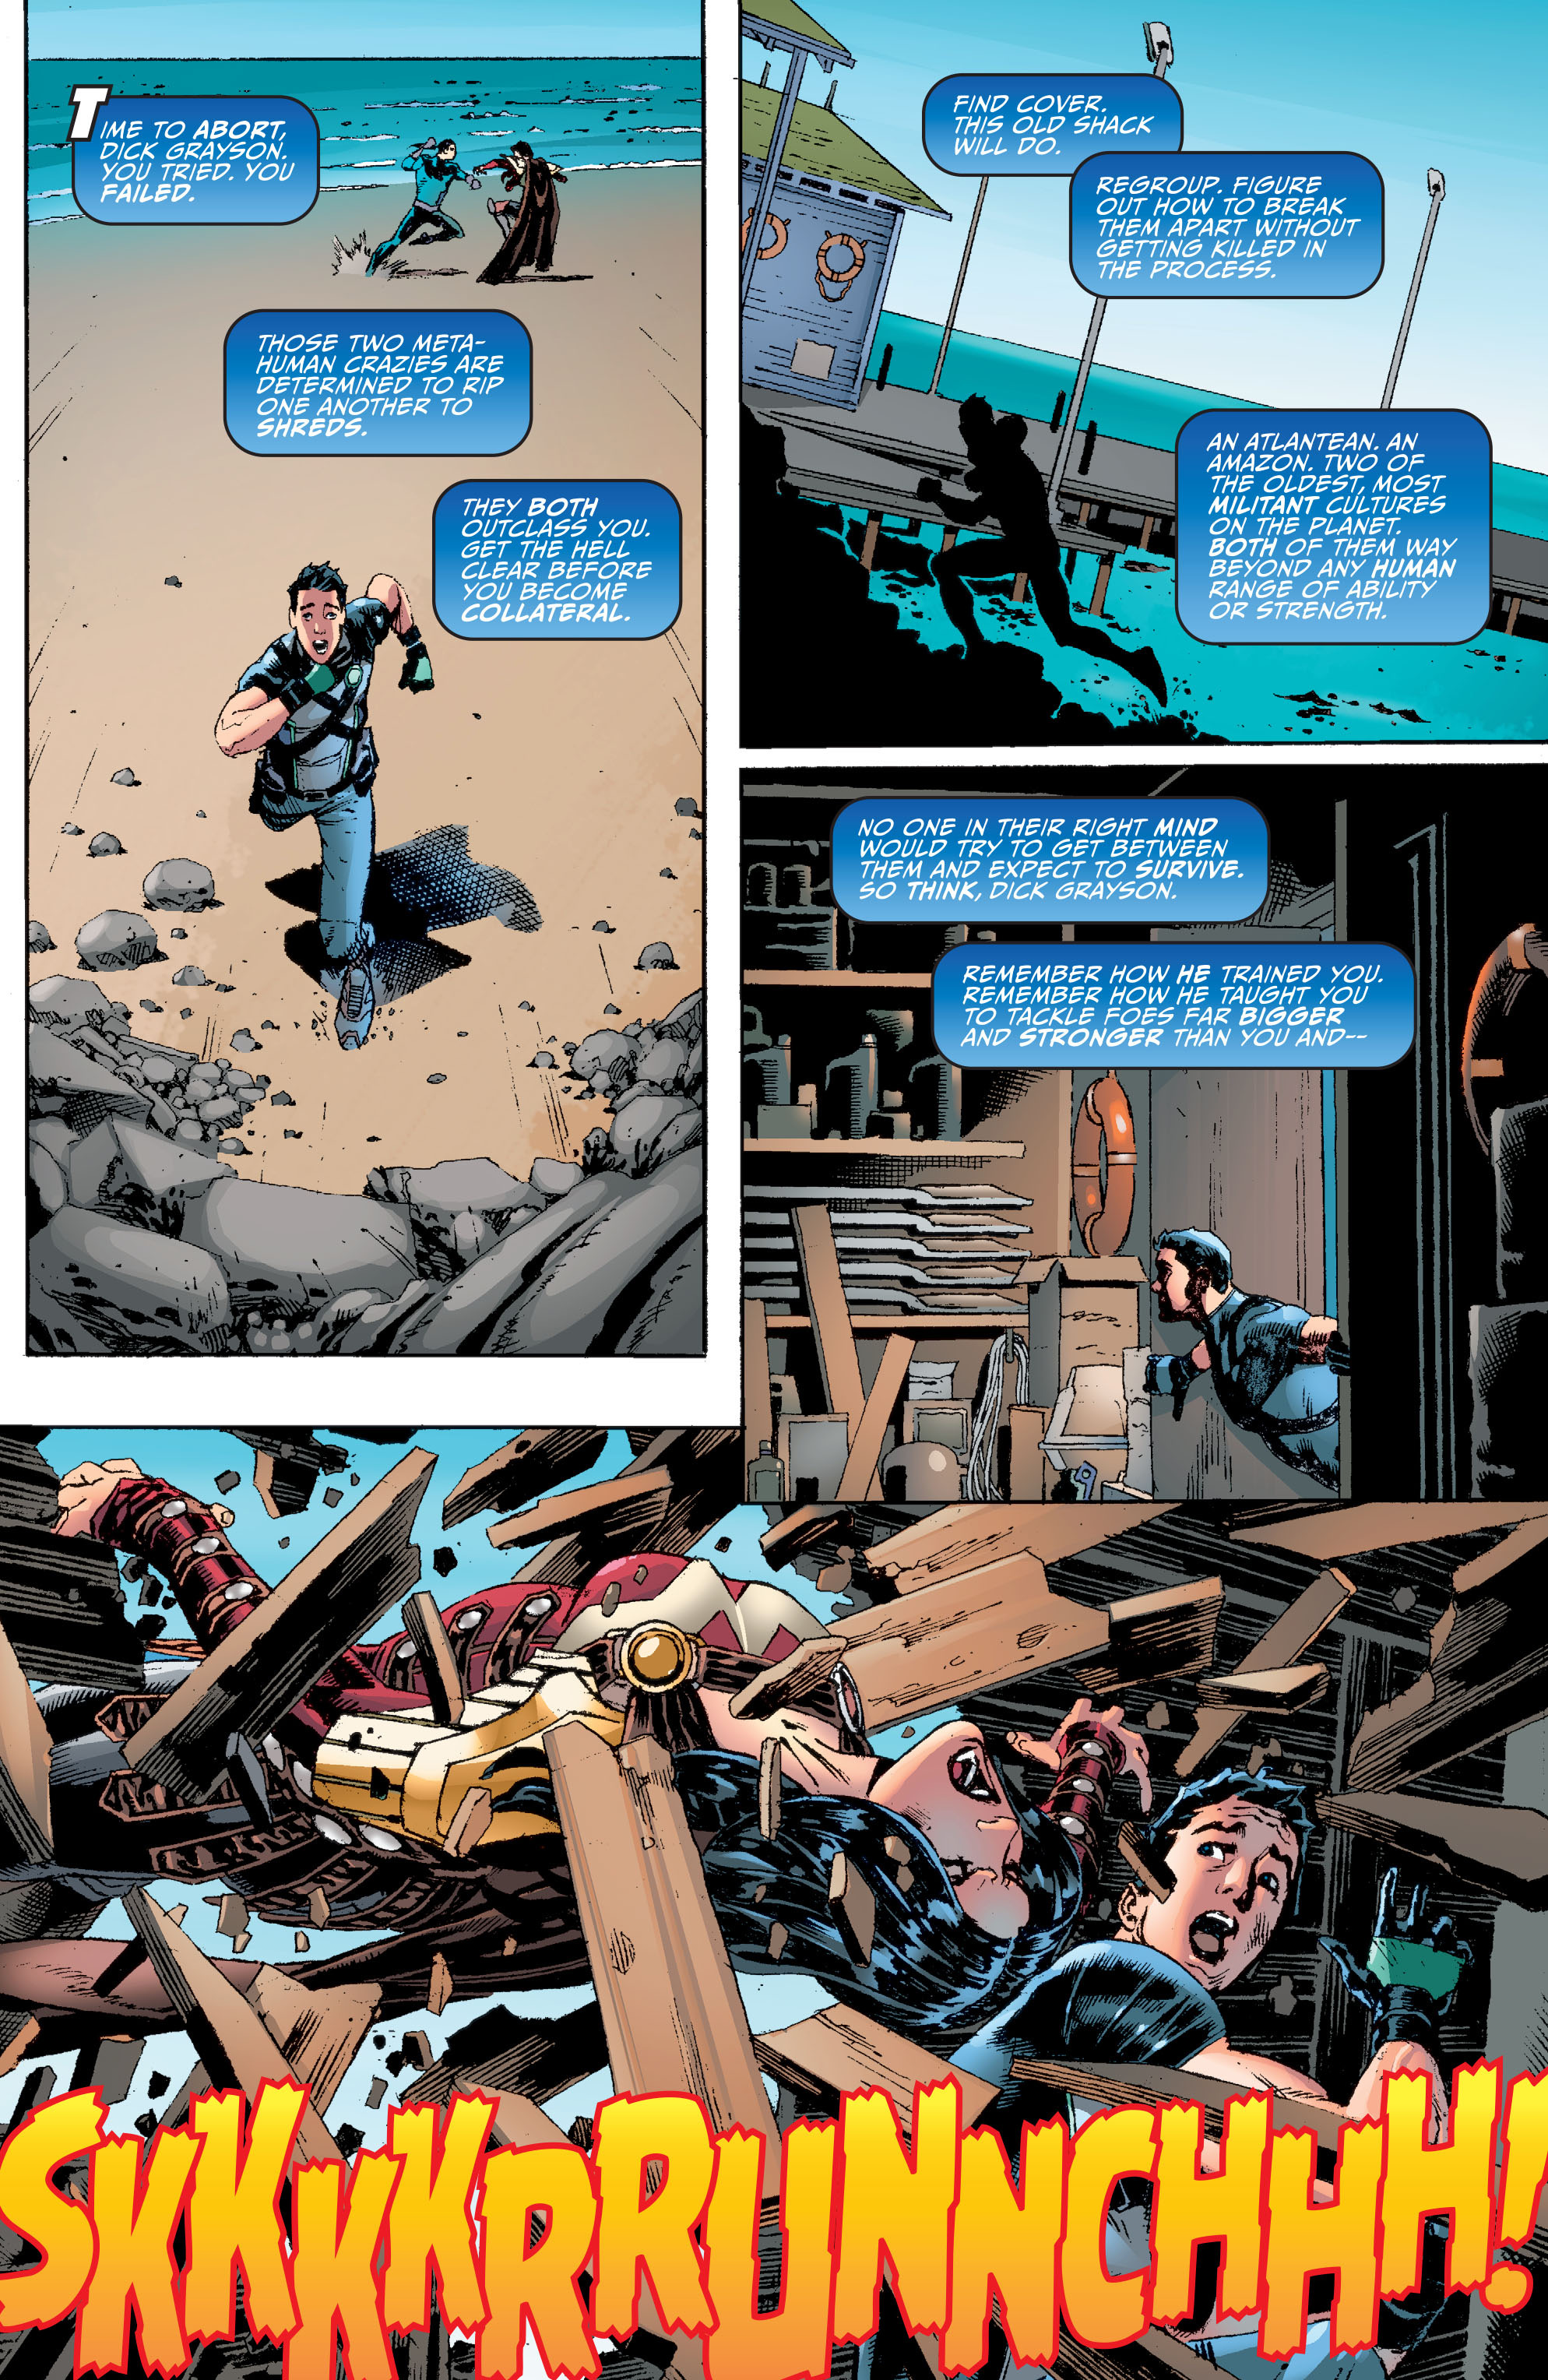 TIME TO ABORT,
DICK GRAYSON.
YOU TRIED. YOU
FAILED.
THOSE TWO META-
HUMAN CRAZIES ARE
DETERMINED TO RIP
ONE ANOTHER TO
SHREDS.
THEY BOTH
OUTCLASS YOU.
GET THE HELL
CLEAR BEFORE
YOU BECOME
COLLATERAL.
FIND COVER.
THIS OLD SHACK
WILL DO.
REGROUP. FIGURE
OUT HOW TO BREAK
THEM APART WITHOUT
GETTING KILLED IN
THE PROCESS.
AN ATLANTEAN. AN
AMAZON. TWO OF
THE OLDEST, MOST
MILITANT CULTURES
ON THE PLANET.
BOTH OF THEM WAY
BEYOND ANY HUMAN
RANGE OF ABILITY
OR STRENGTH.
NO ONE IN THEIR RIGHT MIND
WOULD TRY TO GET BETWEEN
THEM AND EXPECT TO SURVIVE.
SO THINK, DICK GRAYSON.
REMEMBER HOW HE TRAINED YOU.
REMEMBER HOW HE TAUGHT YOU
TO TACKLE FOES FAR BIGGER
AND STRONGER THAN YOU AND--
SKKKKRRUNNCHHH!